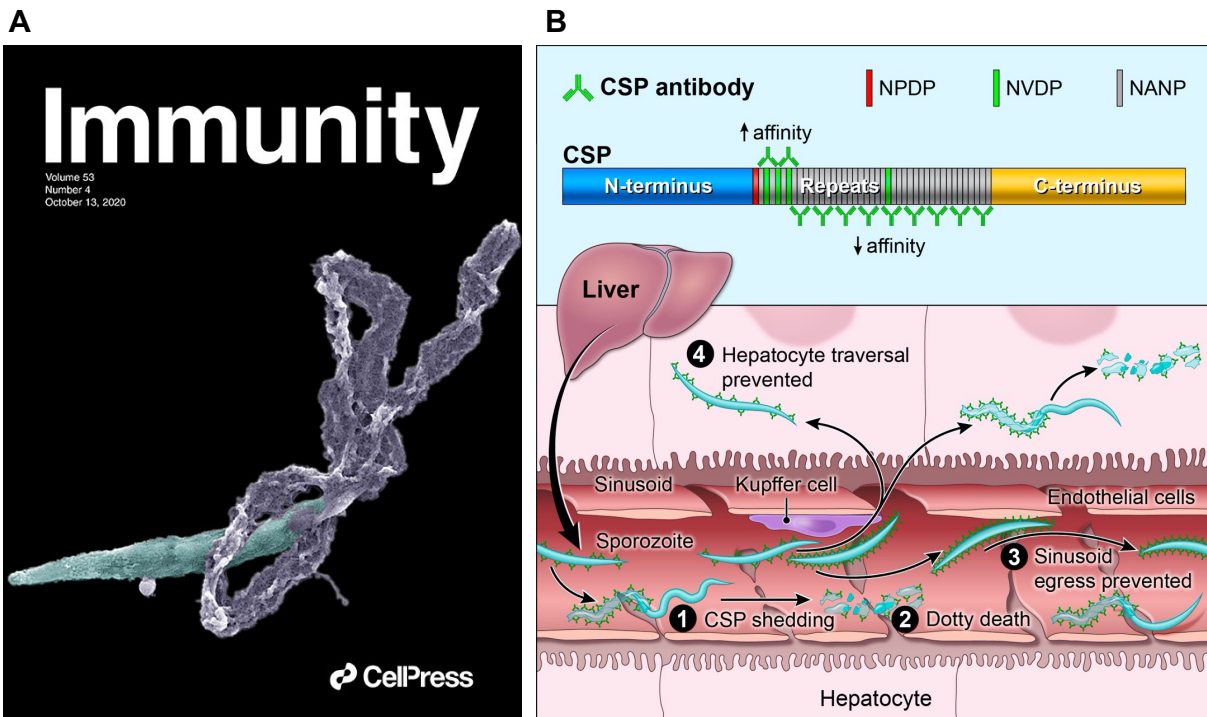 A
Immunity
Volume 53
Number 4
October 13, 2020
CellPress
B
CSP antibody
NPDP
NVDP
NANP
↑ affinity
CSP
N-terminus
Repeats
C-terminus
↓ affinity
Liver
4 Hepatocyte traversal
prevented
Sinusoid
Kupffer cell
Endothelial cells
Sporozoite
3 Sinusoid
egress prevented
1 CSP shedding
2 Dotty death
Hepatocyte